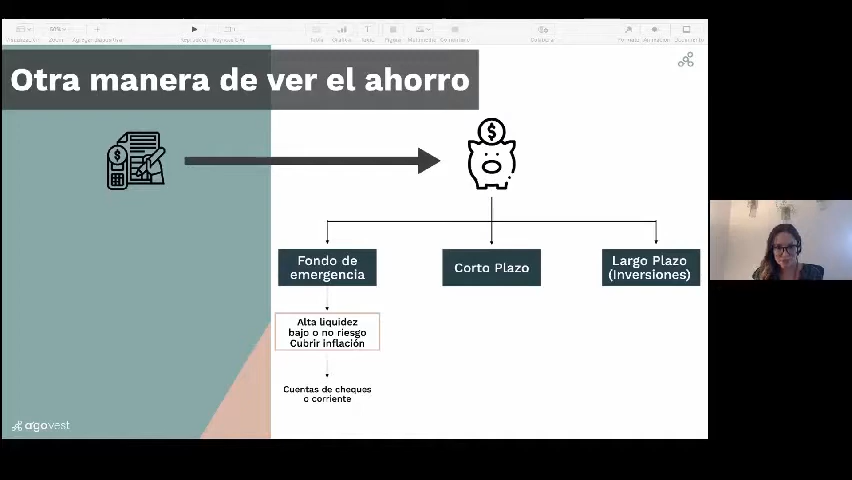 50%
Otra manera de ver el ahorro
$
$
Fondo de
emergencia
Corto Plazo
Largo Plazo
(Inversiones)
Alta liquidez
bajo o no riesgo
Cubrir inflación
Cuentas de cheques
o corriente
agovest